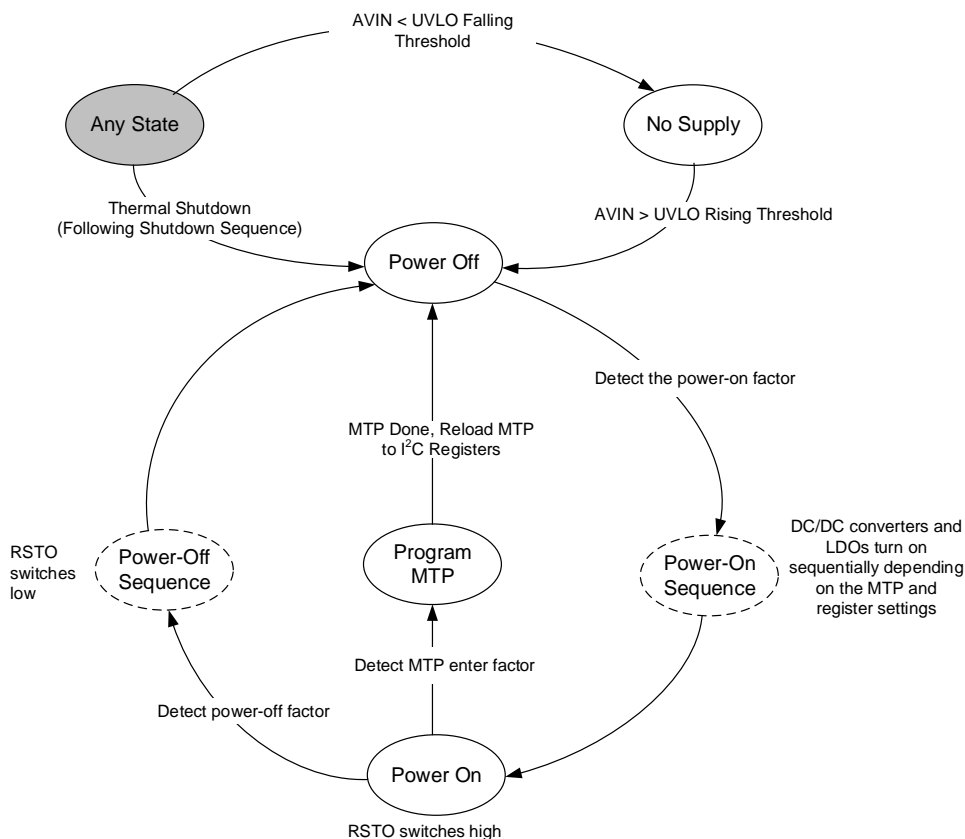 AVIN < UVLO Falling
Threshold
Any State
No Supply
Thermal Shutdown
(Following Shutdown Sequence)
AVIN > UVLO Rising Threshold
Power Off
Detect the power-on factor
MTP Done, Reload MTP
to I²C Registers
RSTO
switches
low
Power-Off
Sequence
Program
MTP
Power-On
Sequence
DC/DC converters and
LDOs turn on
sequentially depending
on the MTP and
register settings
Detect MTP enter factor
Detect power-off factor
Power On
RSTO switches high